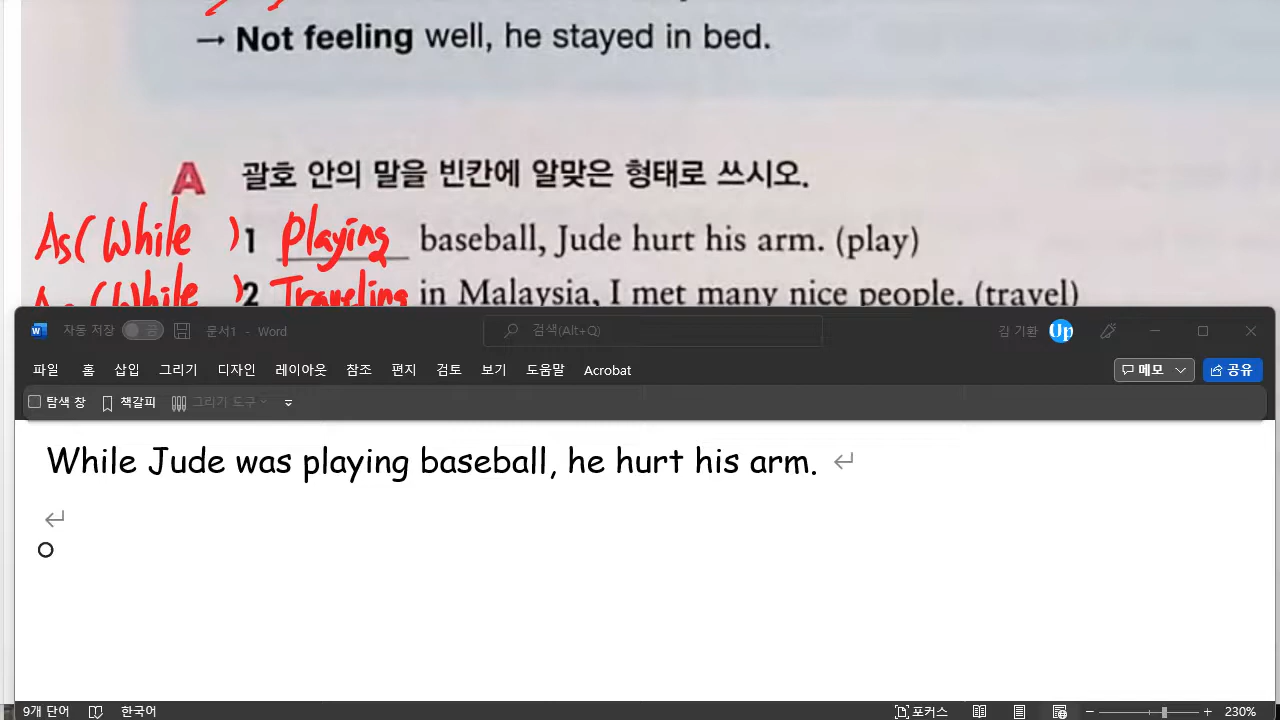 → Not feeling well, he stayed in bed.
A 괄호 안의 말을 빈칸에 알맞은 형태로 쓰시오.
As(While ) 1 Playing baseball, Jude hurt his arm. (play)
(While ) 2 Traveling in Malaysia, I met many nice people. (travel)
자동 저장 끔 문서1 - Word 검색(Alt+Q) 김 기환 Up
파일 홈 삽입 그리기 디자인 레이아웃 참조 편지 검토 보기 도움말 Acrobat 메모 공유
탐색 창 책갈피 그리기 도구
While Jude was playing baseball, he hurt his arm.
9개 단어 한국어 포커스 230%